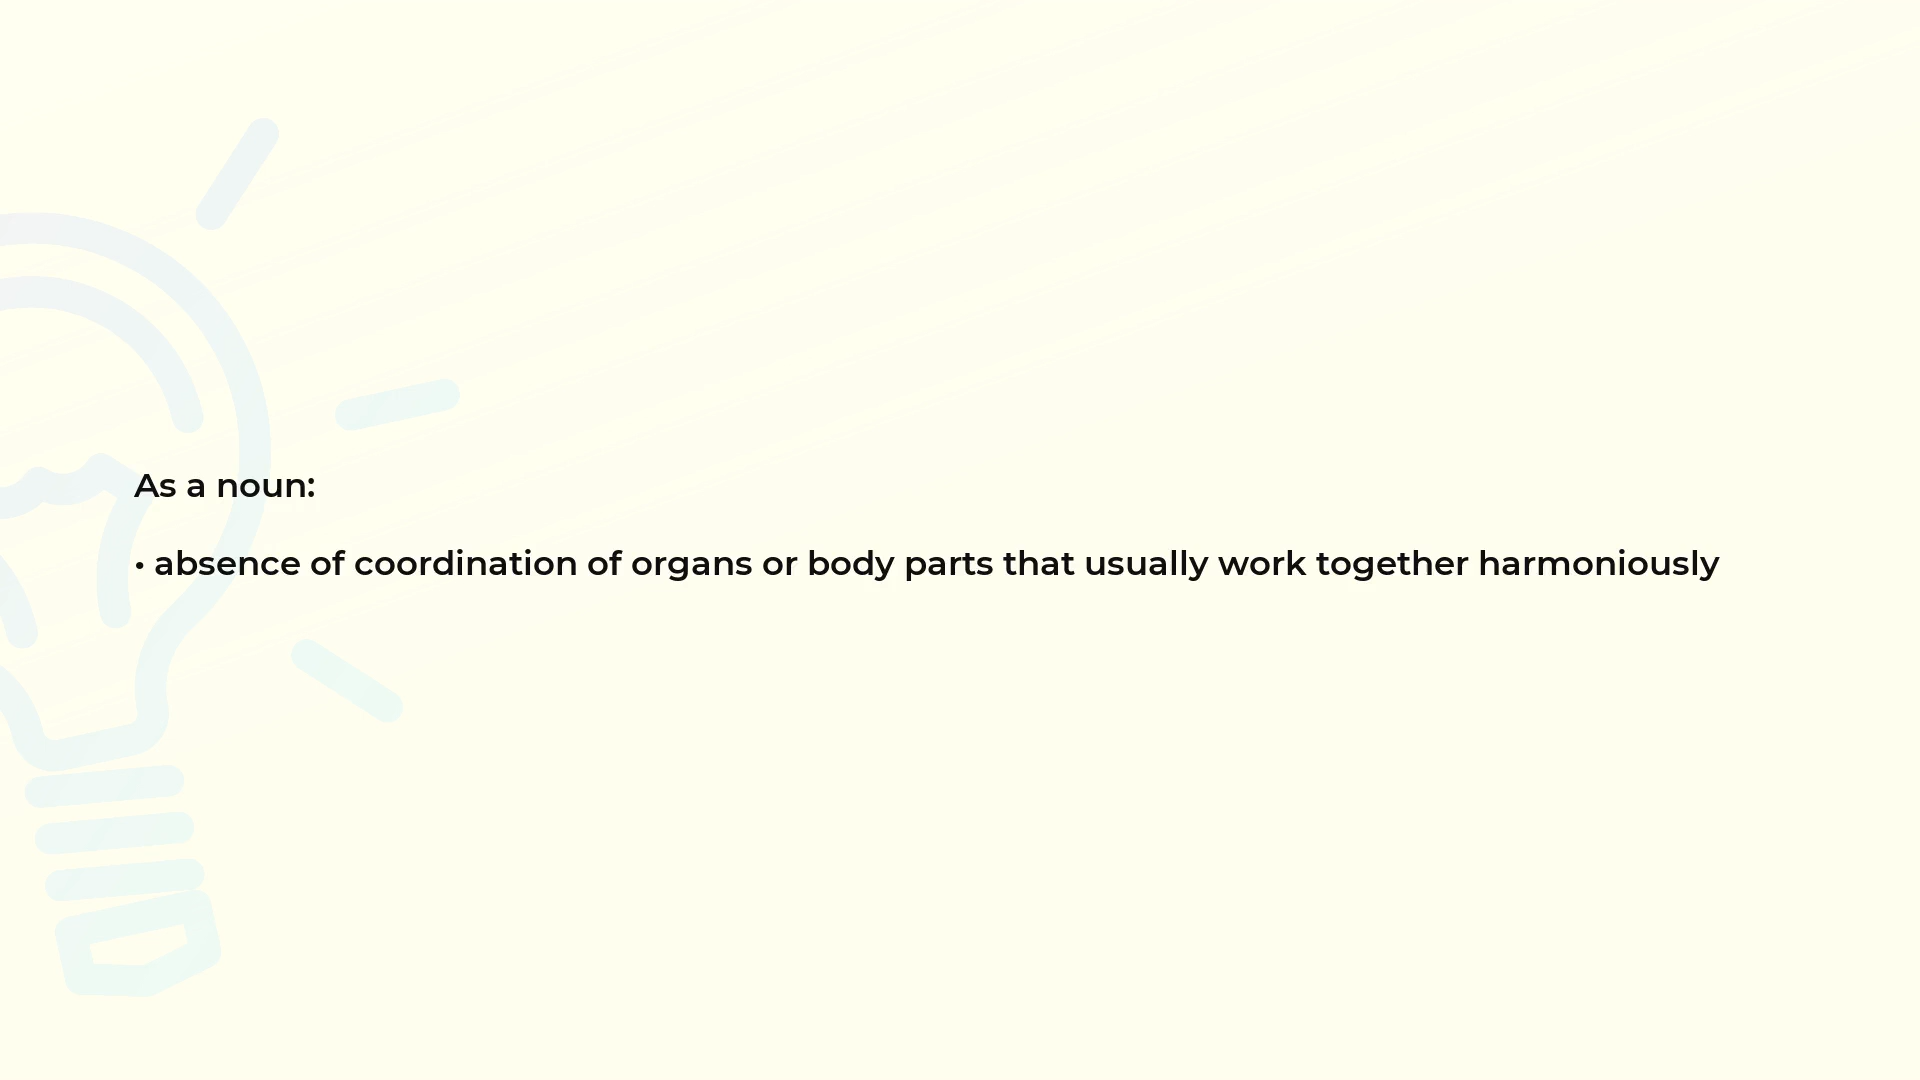 As a noun:
• absence of coordination of organs or body parts that usually work together harmoniously